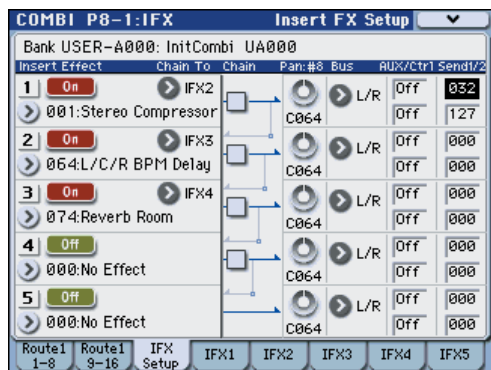 COMBI P8-1:IFX Insert FX Setup
Bank USER-A000: InitCombi UA000
Insert Effect Chain To Chain Pan:#8 Bus AUX/Ctrl Send1/2
1 On IFX2 L/R Off 032
001:Stereo Compressor C064 Off 127
2 On IFX3 L/R Off 000
064:L/C/R BPM Delay C064 Off 000
3 On IFX4 L/R Off 000
074:Reverb Room C064 Off 000
4 Off L/R Off 000
000:No Effect C064 Off 000
5 Off L/R Off 000
000:No Effect C064 Off 000
Route1 1-8 Route1 9-16 IFX Setup IFX1 IFX2 IFX3 IFX4 IFX5